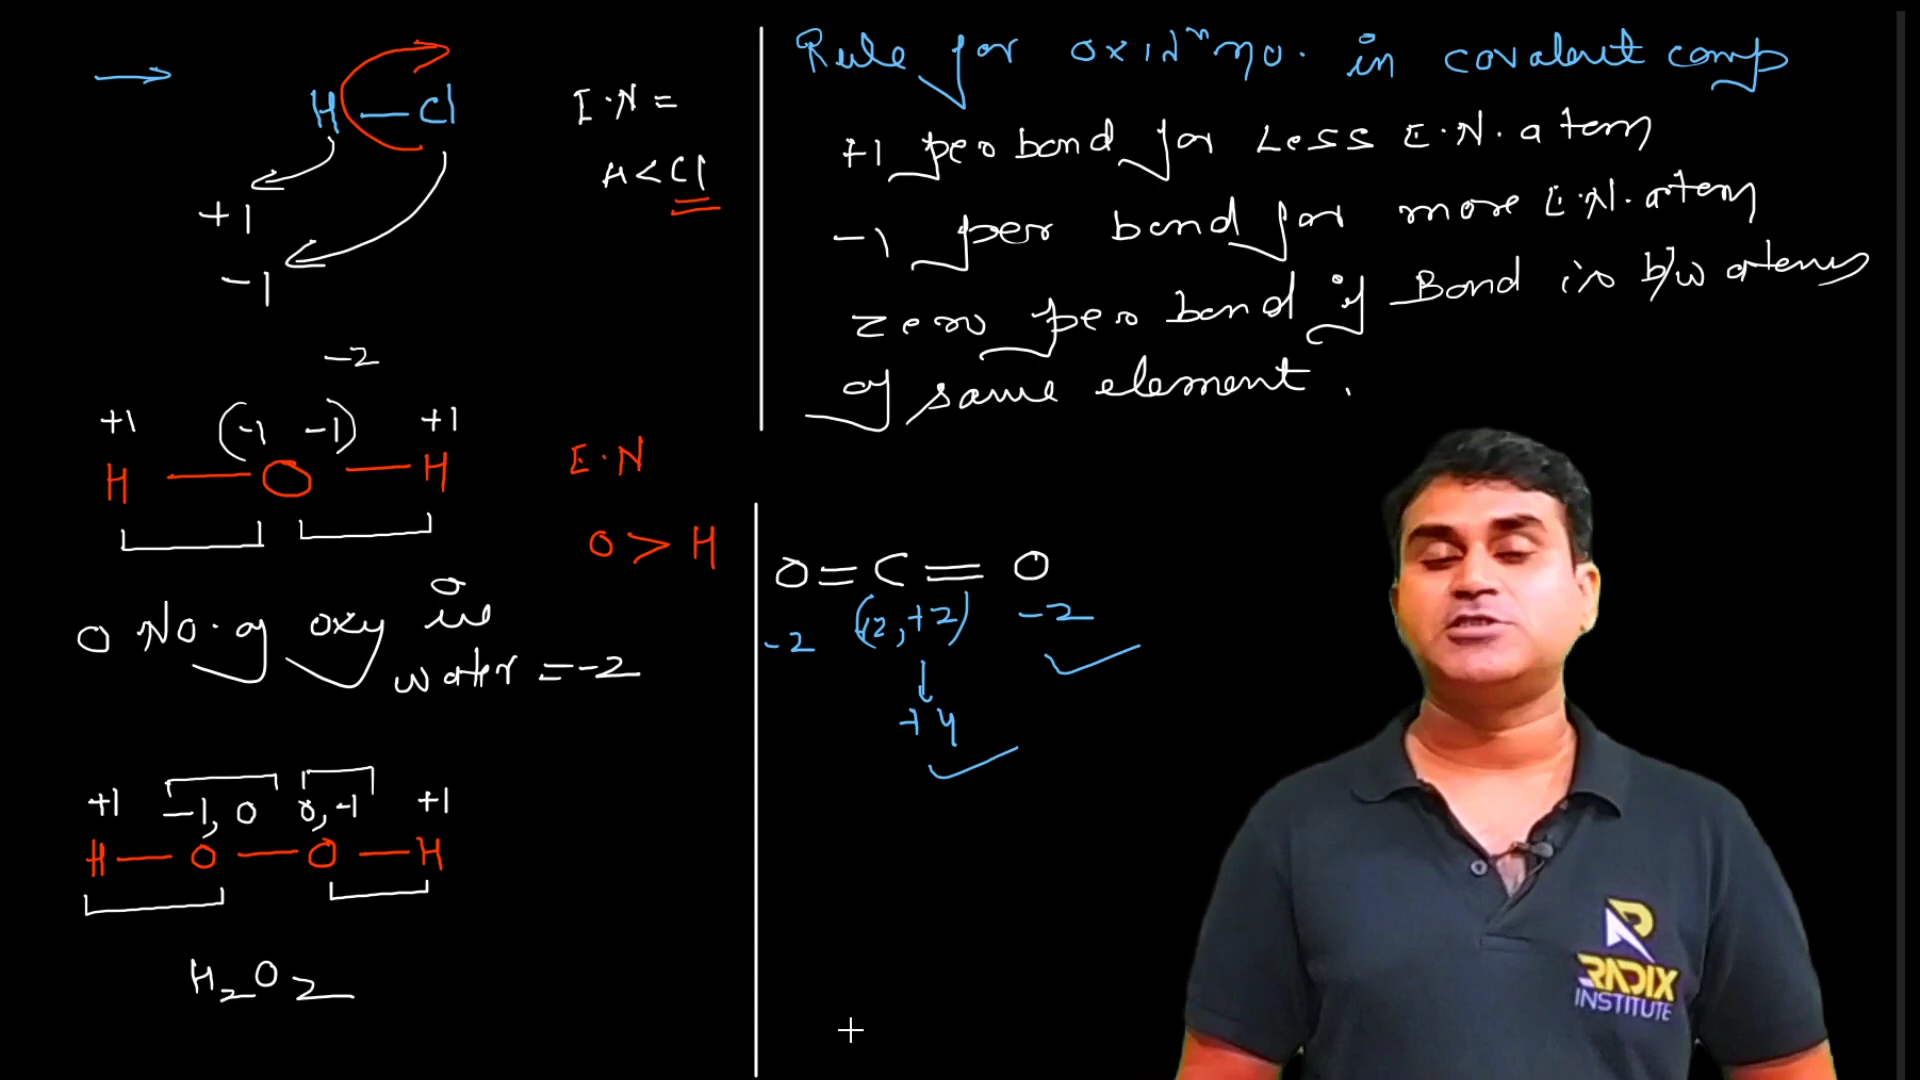 H — Cl
E.N =
H < Cl
+1
-1
-2
+1 (-1 -1) +1
H — O — H
E.N
O > H
O No. of oxy in
water = -2
+1 -1, 0 0, -1 +1
H — O — O — H
H2O2
Rule for oxidn no. in covalent comp
+1 per bond for Less E.N. atom
-1 per bond for more E.N. atom
zero per bond if Bond is b/w atoms
of same element.
O = C = O
-2 (+2, +2) -2
↓
+4
RADIX
INSTITUTE